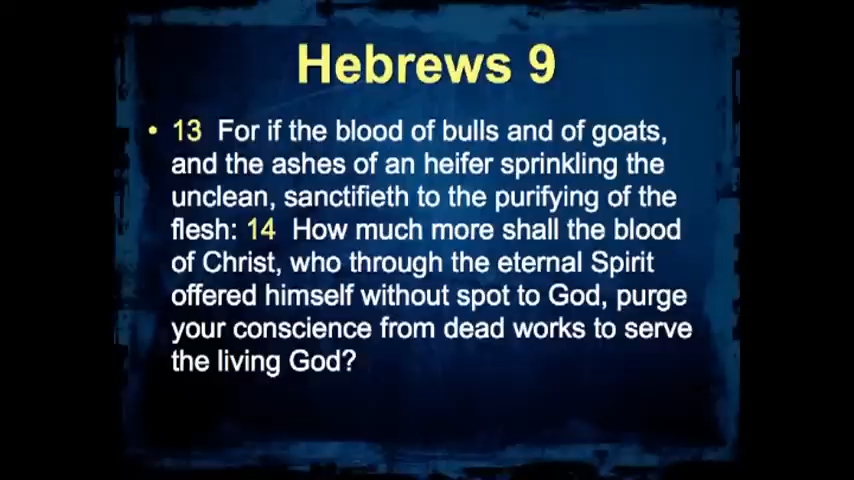 Hebrews 9
• 13 For if the blood of bulls and of goats,
and the ashes of an heifer sprinkling the
unclean, sanctifieth to the purifying of the
flesh: 14 How much more shall the blood
of Christ, who through the eternal Spirit
offered himself without spot to God, purge
your conscience from dead works to serve
the living God?